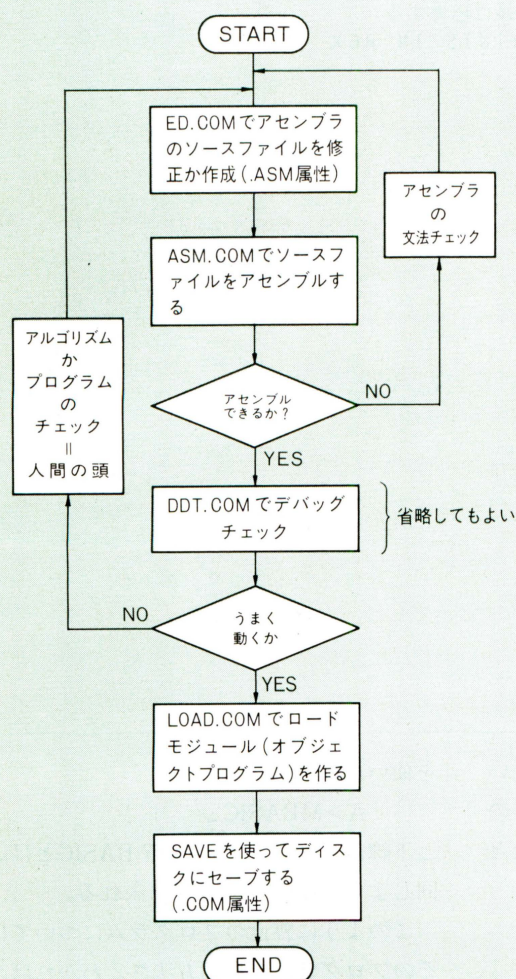 START
ED.COMでアセンブラ
のソースファイルを修
正か作成(.ASM属性)
アセンブラ
の
文法チェック
ASM.COMでソースフ
ァイルをアセンブルす
る
アルゴリズム
か
プログラム
の
チェック
॥
人間の頭
アセンブル
できるか?
NO
YES
DDT.COMでデバッグ
チェック
省略してもよい
うまく
動くか
NO
YES
LOAD.COMでロード
モジュール(オブジェ
クトプログラム)を作る
SAVEを使ってディス
クにセーブする
(.COM属性)
END